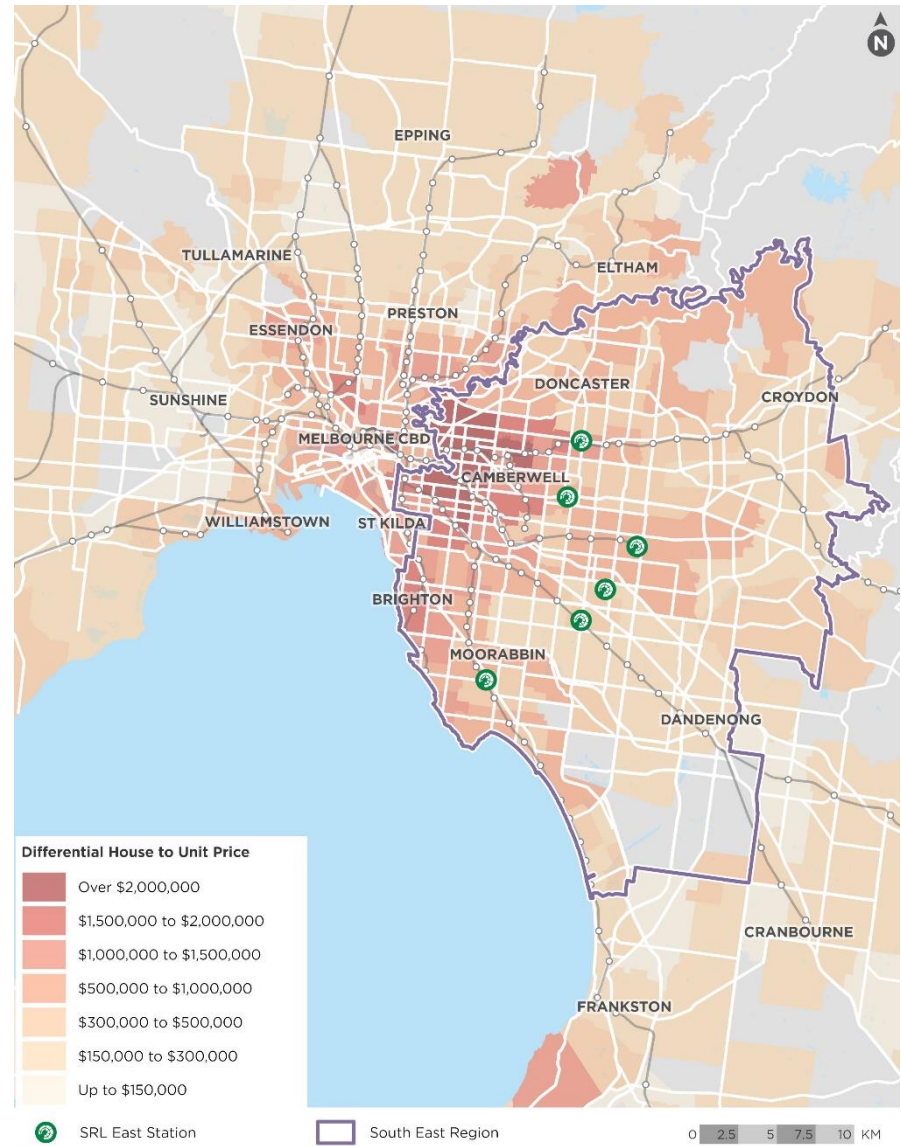 N
EPPING
TULLAMARINE
ELTHAM
PRESTON
ESSENDON
DONCASTER
CROYDON
SUNSHINE
MELBOURNE CBD
CAMBERWELL
WILLIAMSTOWN
ST KILDA
BRIGHTON
MOORABBIN
DANDENONG
CRANBOURNE
FRANKSTON
Differential House to Unit Price
Over $2,000,000
$1,500,000 to $2,000,000
$1,000,000 to $1,500,000
$500,000 to $1,000,000
$300,000 to $500,000
$150,000 to $300,000
Up to $150,000
SRL East Station
South East Region
0 2.5 5 7.5 10 KM